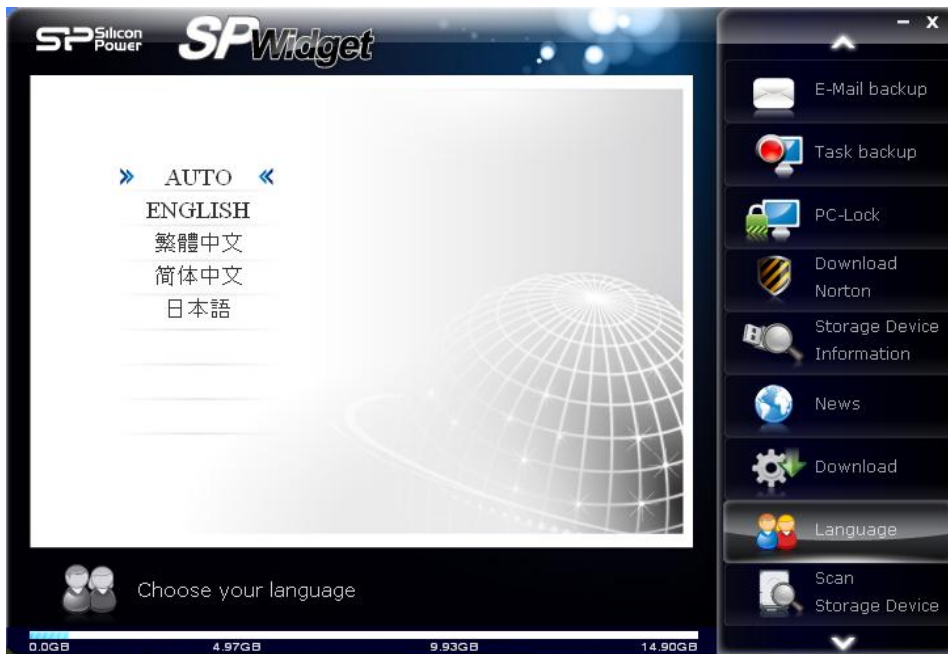 SP Silicon Power
SPWidget
– X
» AUTO «
ENGLISH
繁體中文
简体中文
日本語
Choose your language
0.0GB 4.97GB 9.93GB 14.90GB
E-Mail backup
Task backup
PC-Lock
Download
Norton
Storage Device
Information
News
Download
Language
Scan
Storage Device